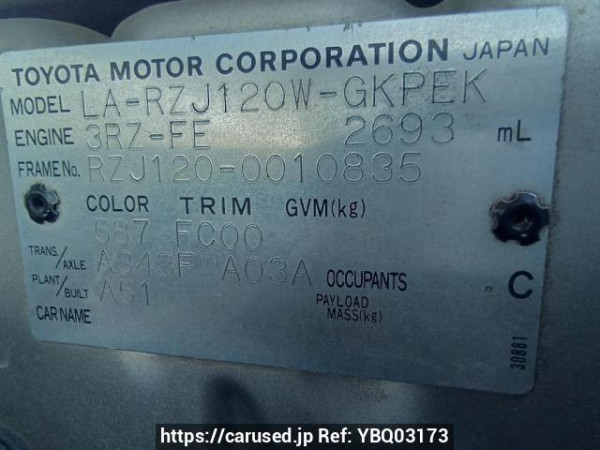 TOYOTA MOTOR CORPORATION JAPAN
MODEL LA-RZJ120W-GKPEK
ENGINE 3RZ-FE 2693 mL
FRAME No. RZJ120-0010835
COLOR TRIM GVM(kg)
587 FC00
TRANS/AXLE A343F A03A OCCUPANTS
PLANT/BUILT A51 PAYLOAD MASS(kg) C
CAR NAME
30881
https://carused.jp Ref: YBQ03173